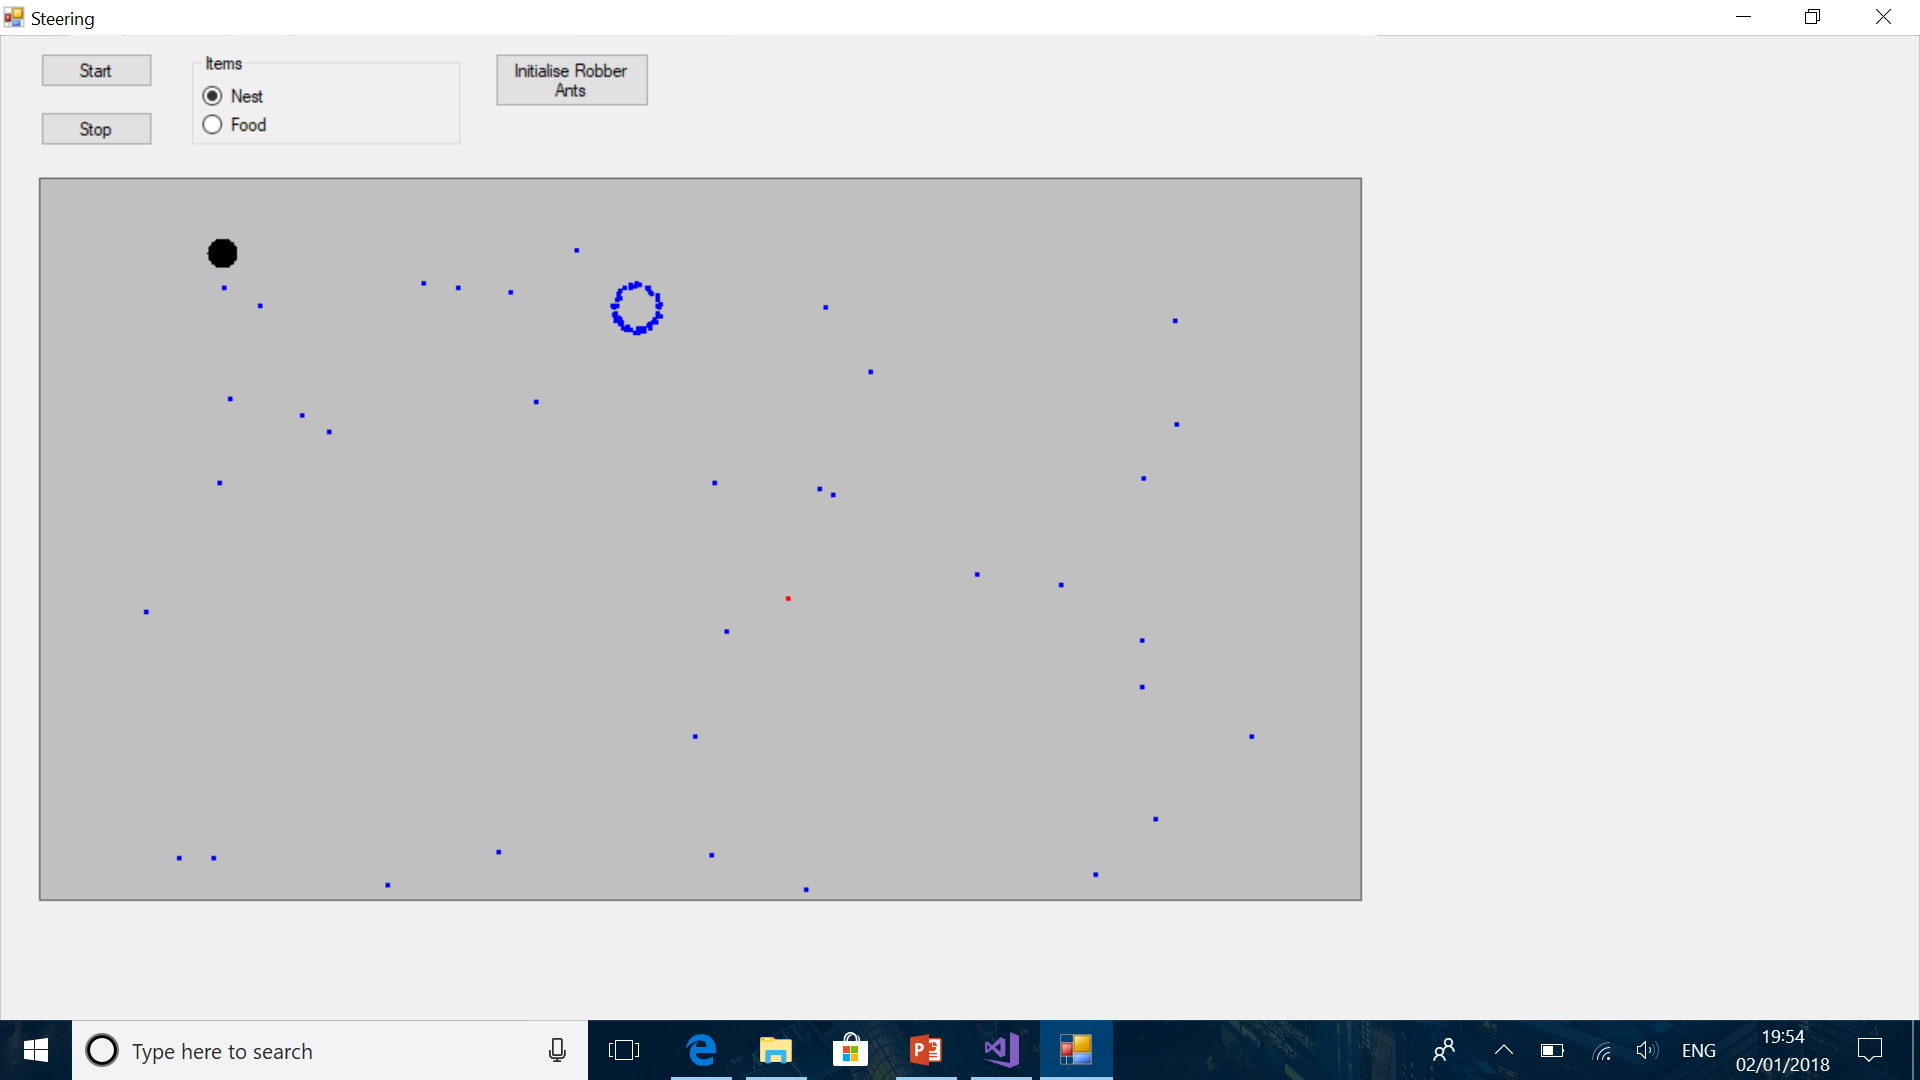 Steering
Start
Stop
Items
Nest
Food
Initialise Robber
Ants
Type here to search
ENG
19:54
02/01/2018